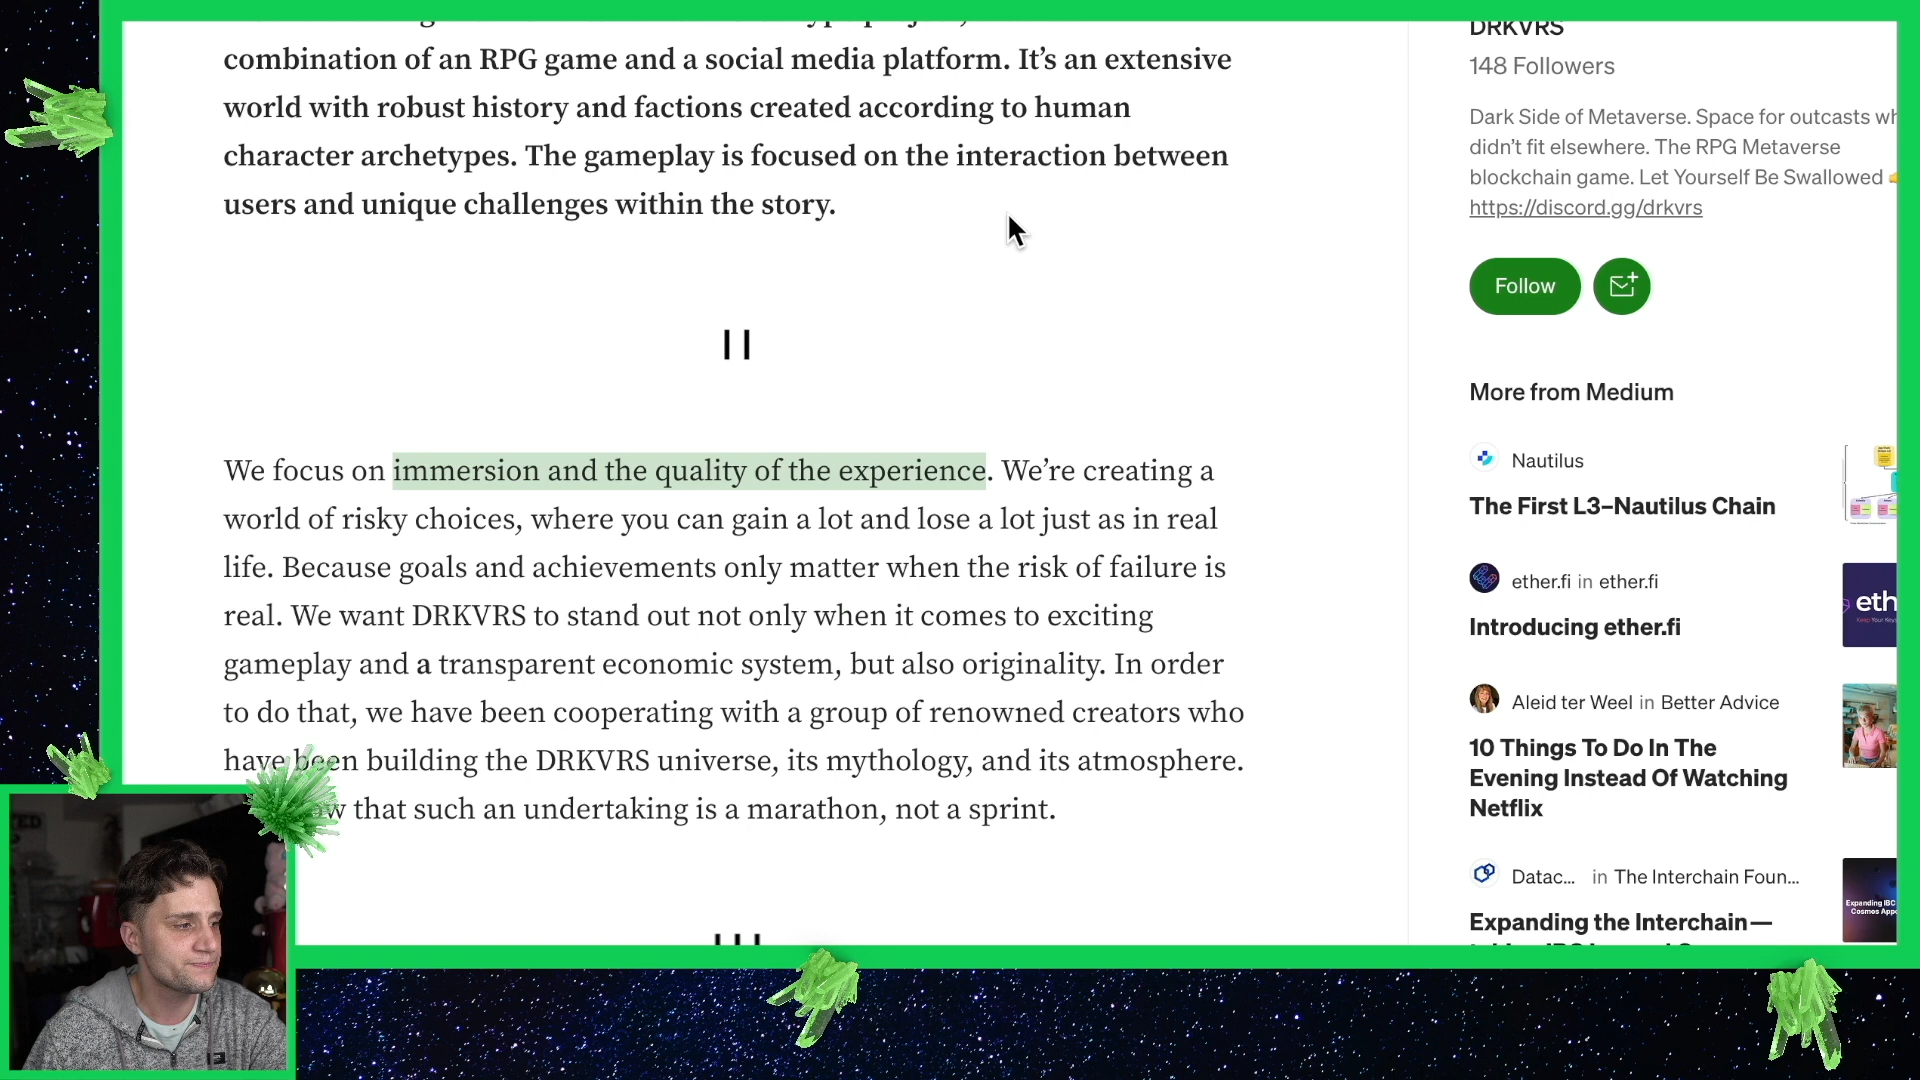 combination of an RPG game and a social media platform. It's an extensive
world with robust history and factions created according to human
character archetypes. The gameplay is focused on the interaction between
users and unique challenges within the story.
II
We focus on immersion and the quality of the experience. We're creating a
world of risky choices, where you can gain a lot and lose a lot just as in real
life. Because goals and achievements only matter when the risk of failure is
real. We want DRKVRS to stand out not only when it comes to exciting
gameplay and a transparent economic system, but also originality. In order
to do that, we have been cooperating with a group of renowned creators who
have been building the DRKVRS universe, its mythology, and its atmosphere.
that such an undertaking is a marathon, not a sprint.
III
DRKVRS
148 Followers
Dark Side of Metaverse. Space for outcasts wh
didn't fit elsewhere. The RPG Metaverse
blockchain game. Let Yourself Be Swallowed
https://discord.gg/drkvrs
Follow
More from Medium
Nautilus
The First L3–Nautilus Chain
ether.fi in ether.fi
Introducing ether.fi
eth
Aleid ter Weel in Better Advice
10 Things To Do In The
Evening Instead Of Watching
Netflix
Datac... in The Interchain Foun...
Expanding the Interchain—
Expanding IBC
Cosmos App